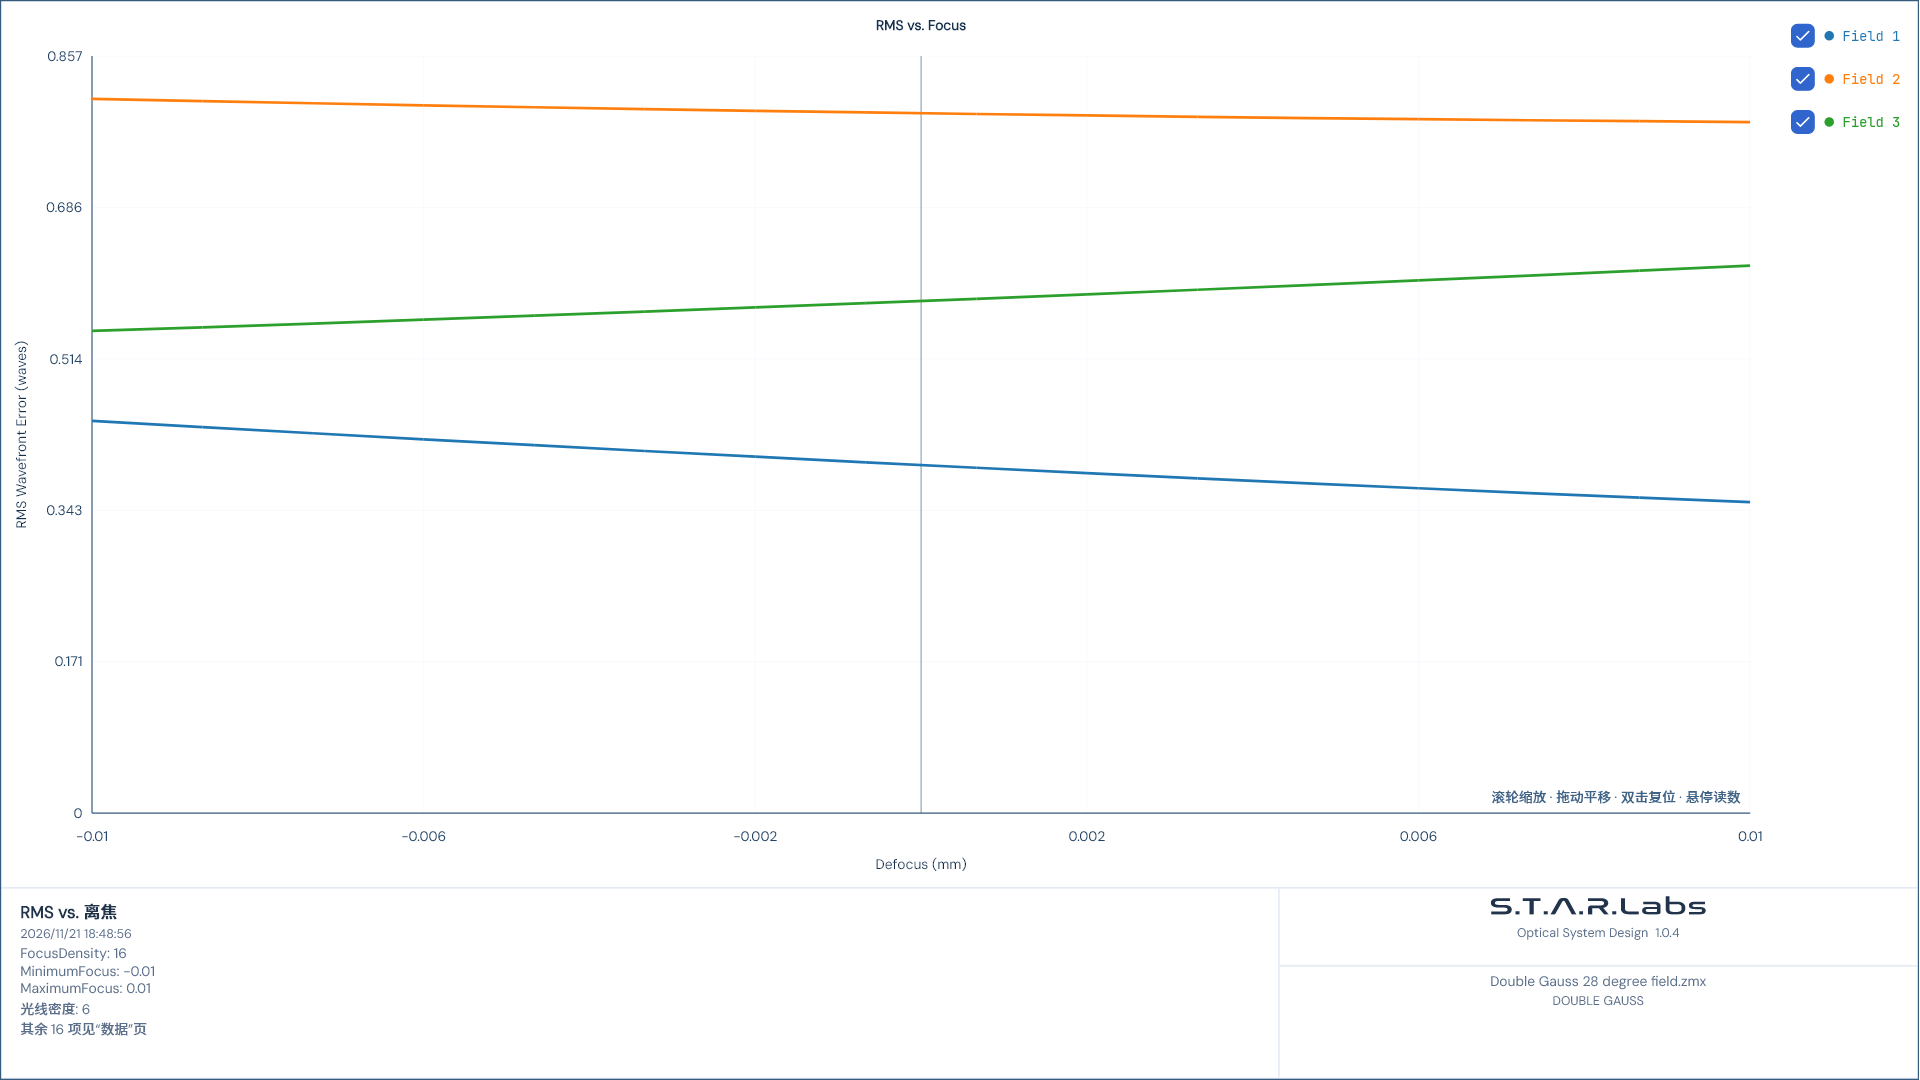 RMS vs. Focus
Field 1
Field 2
Field 3
0.857
0.686
0.514
0.343
0.171
0
RMS Wavefront Error (waves)
滚轮缩放 · 拖动平移 · 双击复位 · 悬停读数
-0.01
-0.006
-0.002
0.002
0.006
0.01
Defocus (mm)
RMS vs. 离焦
2026/11/21 18:48:56
FocusDensity: 16
MinimumFocus: -0.01
MaximumFocus: 0.01
光线密度: 6
其余 16 项见“数据”页
S.T.A.R.Labs
Optical System Design 1.0.4
Double Gauss 28 degree field.zmx
DOUBLE GAUSS